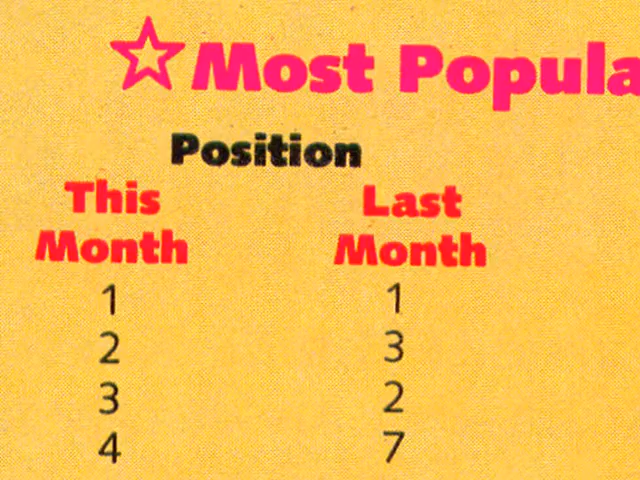 Most Popula
Position
This Last
Month Month
1 1
2 3
3 2
4 7